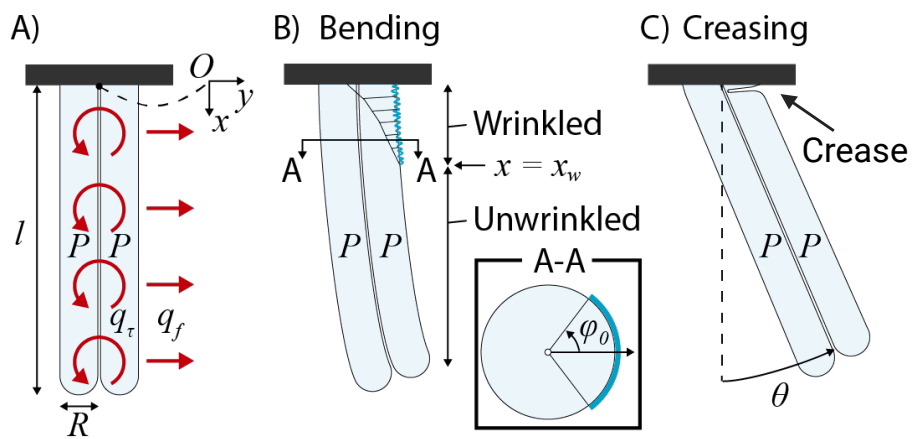 A)
O
y
x
l
P P
q_τ q_f
R
B) Bending
Wrinkled
A A
x = x_w
Unwrinkled
P P
A-A
φ_0
C) Creasing
Crease
P P
θ